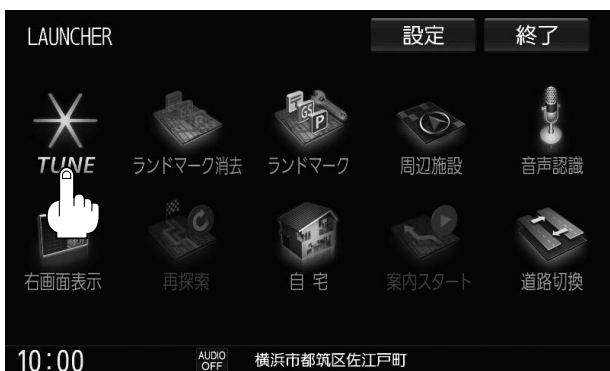 LAUNCHER
設定
終了
TUNE
ランドマーク消去
GS
P
ランドマーク
周辺施設
音声認識
右画面表示
再探索
自宅
案内スタート
道路切換
10:00
AUDIO
OFF
横浜市都筑区佐江戸町